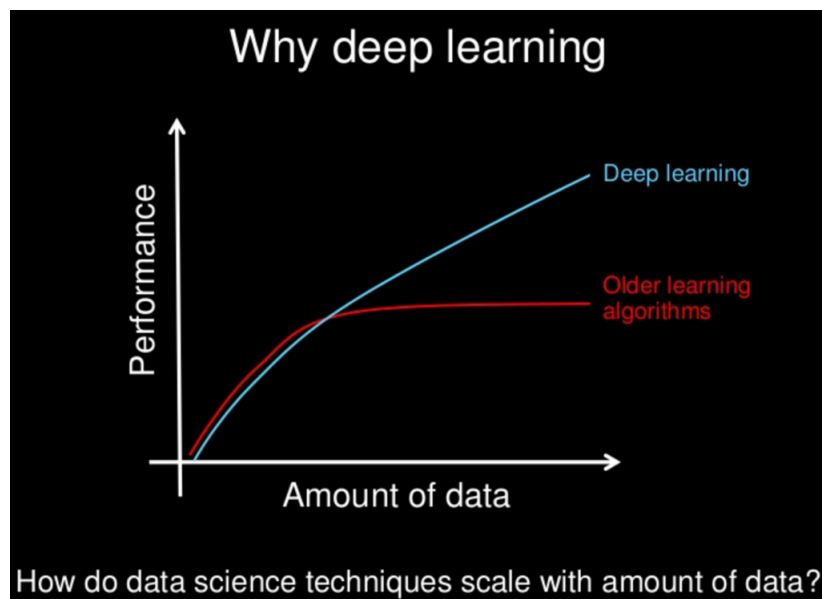 Why deep learning
Performance
Deep learning
Older learning
algorithms
Amount of data
How do data science techniques scale with amount of data?